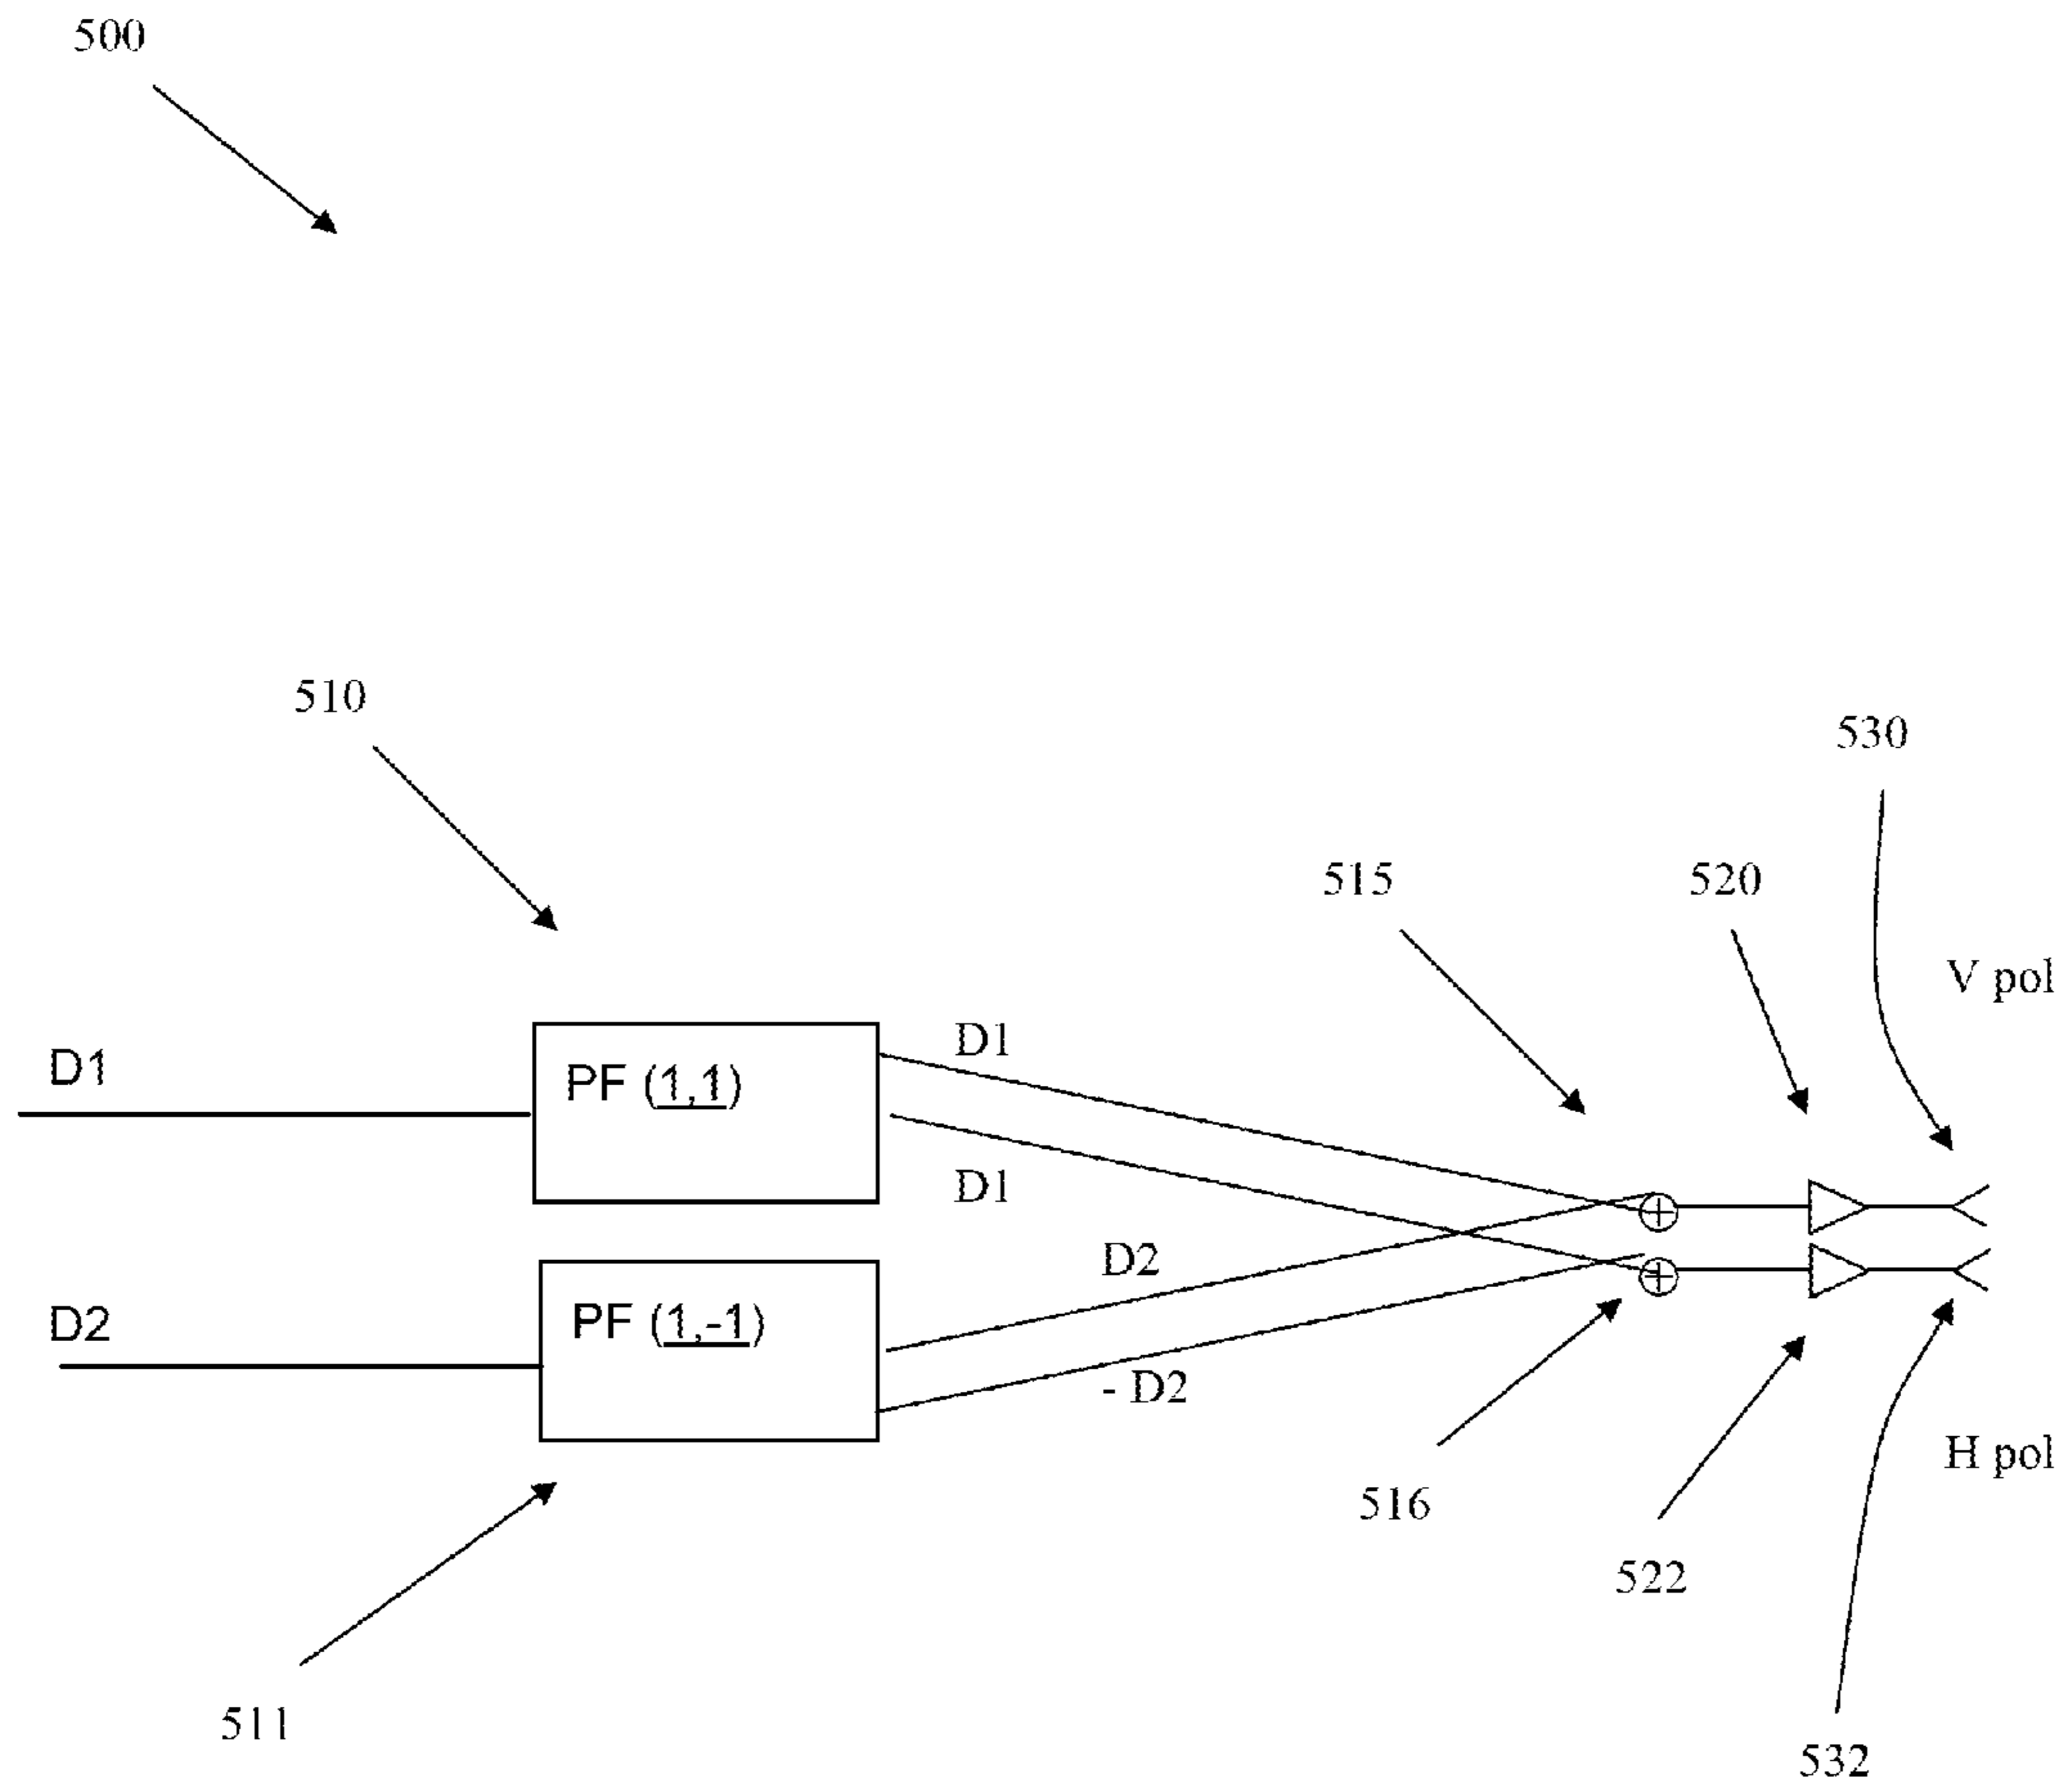 500
510
530
515
520
V pol
D1
D1
PF (1,1)
D1
D2
D2
PF (1,-1)
- D2
H pol
516
522
511
532